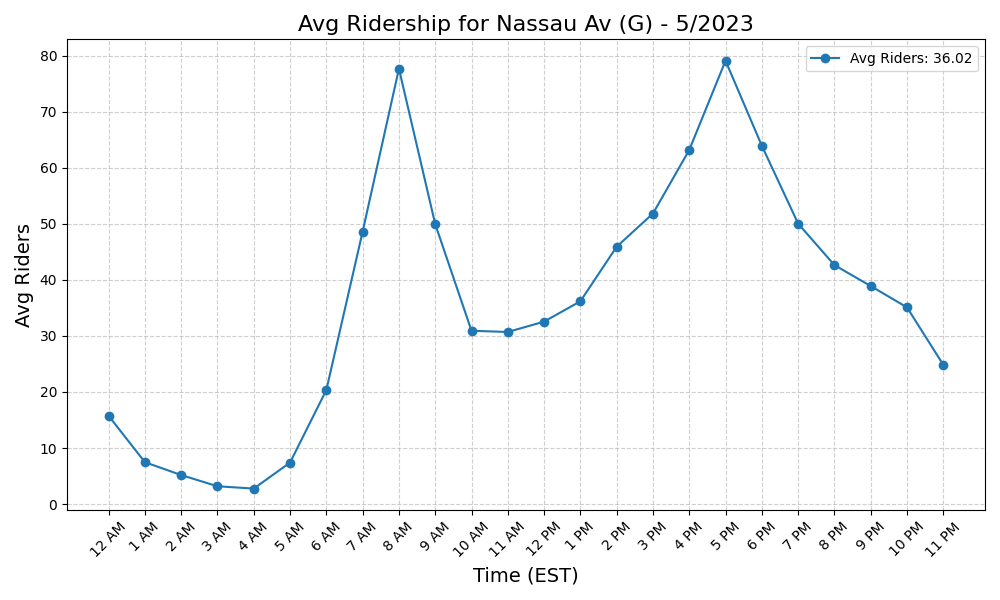 Avg Ridership for Nassau Av (G) - 5/2023
Avg Riders: 36.02
Avg Riders
80
70
60
50
40
30
20
10
0
12 AM
1 AM
2 AM
3 AM
4 AM
5 AM
6 AM
7 AM
8 AM
9 AM
10 AM
11 AM
12 PM
1 PM
2 PM
3 PM
4 PM
5 PM
6 PM
7 PM
8 PM
9 PM
10 PM
11 PM
Time (EST)